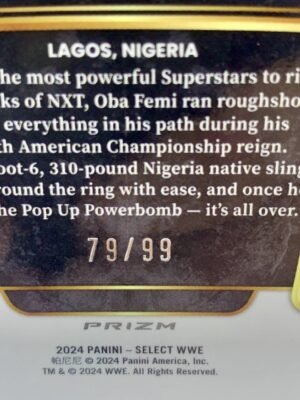 LAGOS, NIGERIA
he most powerful Superstars to ri
ks of NXT, Oba Femi ran roughsho
everything in his path during his
h American Championship reign.
oot-6, 310-pound Nigeria native sling
ound the ring with ease, and once he
he Pop Up Powerbomb — it's all over.
79/99
PRIZM
2024 PANINI – SELECT WWE
帕尼尼 © 2024 Panini America, Inc.
TM & © 2024 WWE. All Rights Reserved.